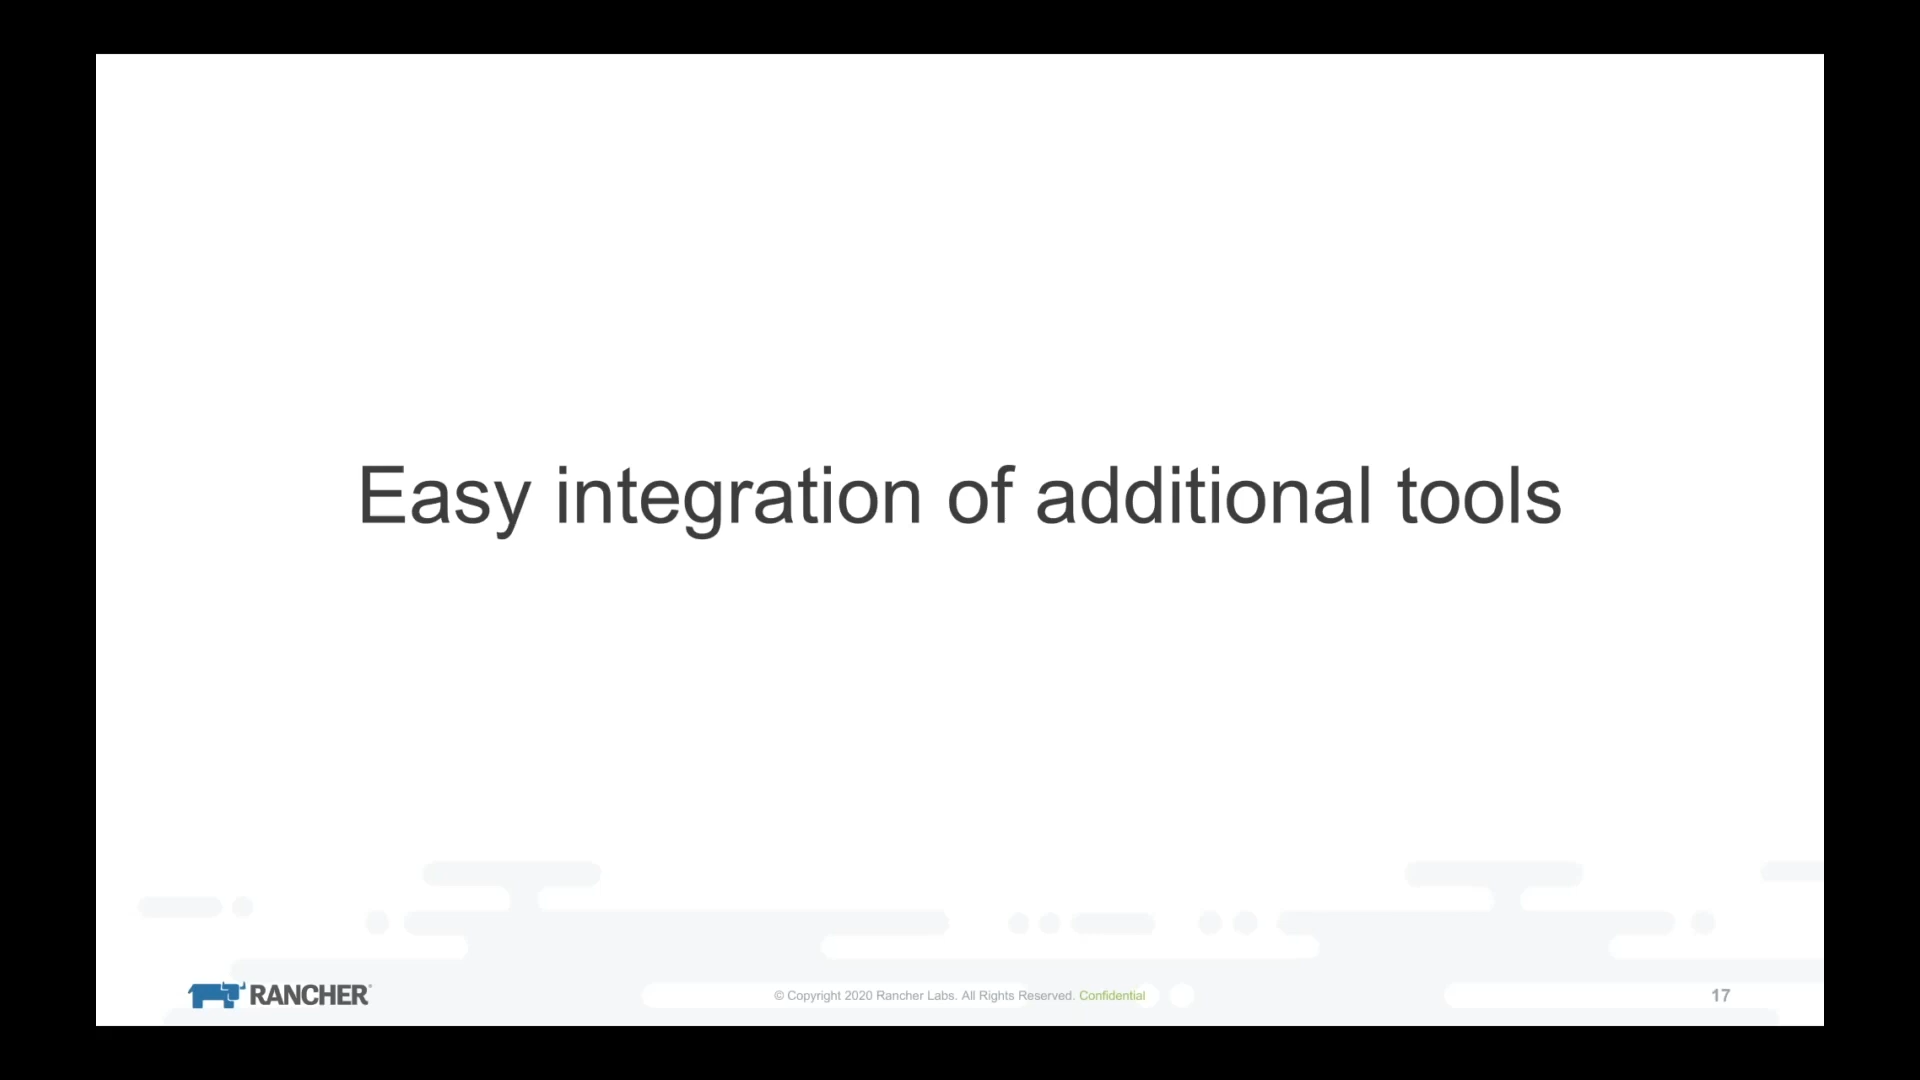 Easy integration of additional tools
RANCHER®
© Copyright 2020 Rancher Labs. All Rights Reserved. Confidential
17